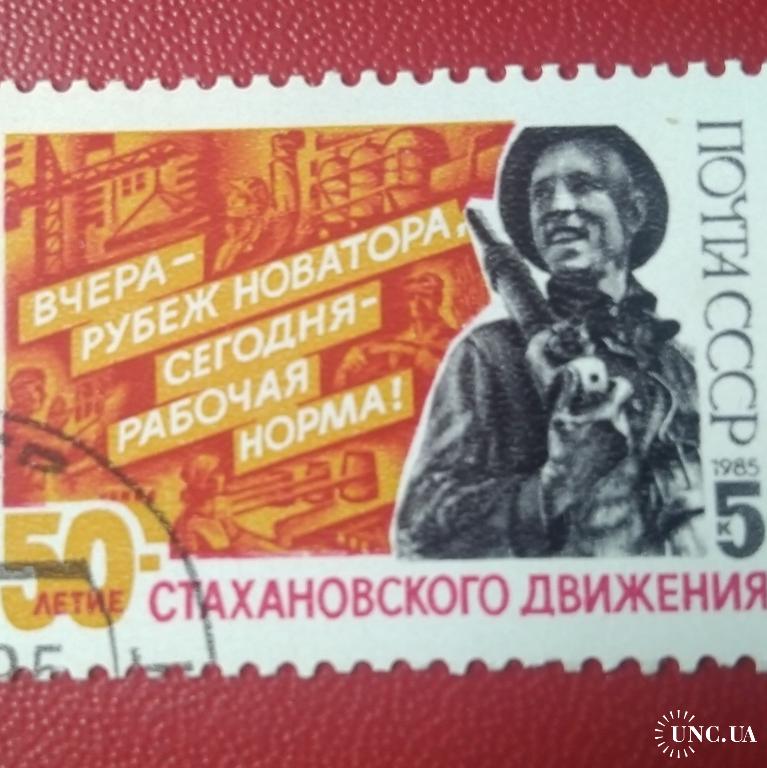 ВЧЕРА–
РУБЕЖ НОВАТОРА,
СЕГОДНЯ–
РАБОЧАЯ
НОРМА!
ПОЧТА СССР
1985
5 к
50-
ЛЕТИЕ СТАХАНОВСКОГО ДВИЖЕНИЯ
UNC.UA